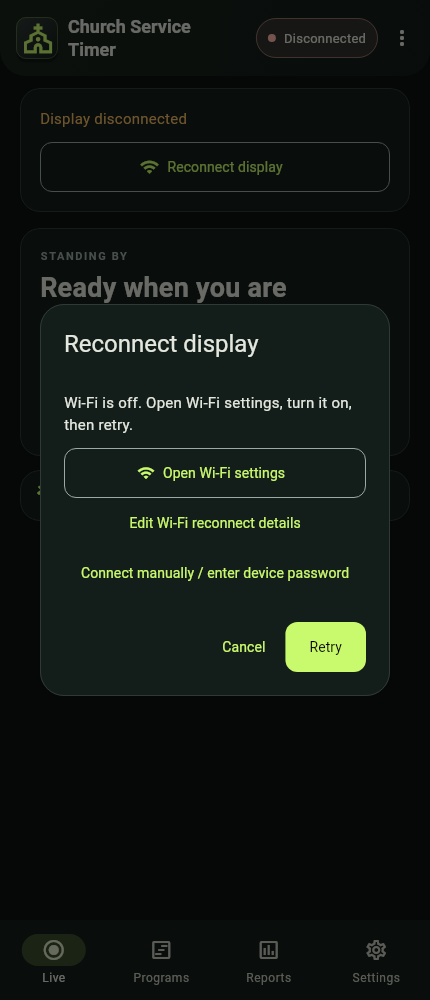 Church Service
Timer
Disconnected
Display disconnected
Reconnect display
STANDING BY
Ready when you are
Reconnect display
Wi-Fi is off. Open Wi-Fi settings, turn it on,
then retry.
Open Wi-Fi settings
Edit Wi-Fi reconnect details
Connect manually / enter device password
Cancel
Retry
Live
Programs
Reports
Settings